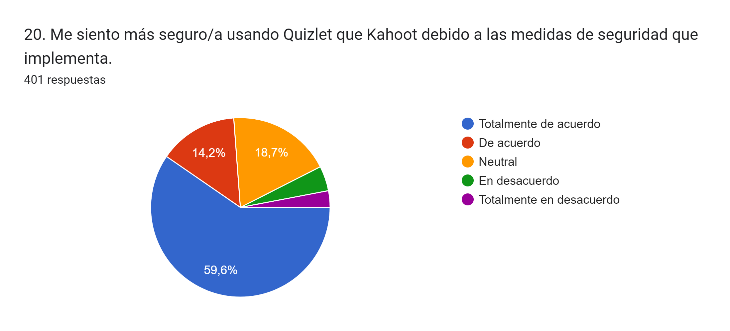 20. Me siento más seguro/a usando Quizlet que Kahoot debido a las medidas de seguridad que
implementa.
401 respuestas
Totalmente de acuerdo
De acuerdo
Neutral
En desacuerdo
Totalmente en desacuerdo
14,2%
18,7%
59,6%